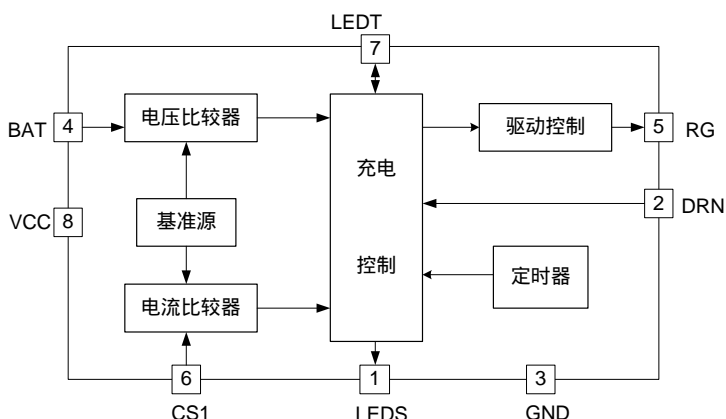 LEDT
7
BAT
4
电压比较器
充电
控制
驱动控制
5
RG
2
DRN
VCC
8
基准源
定时器
电流比较器
6
1
3
CS1
LEDS
GND